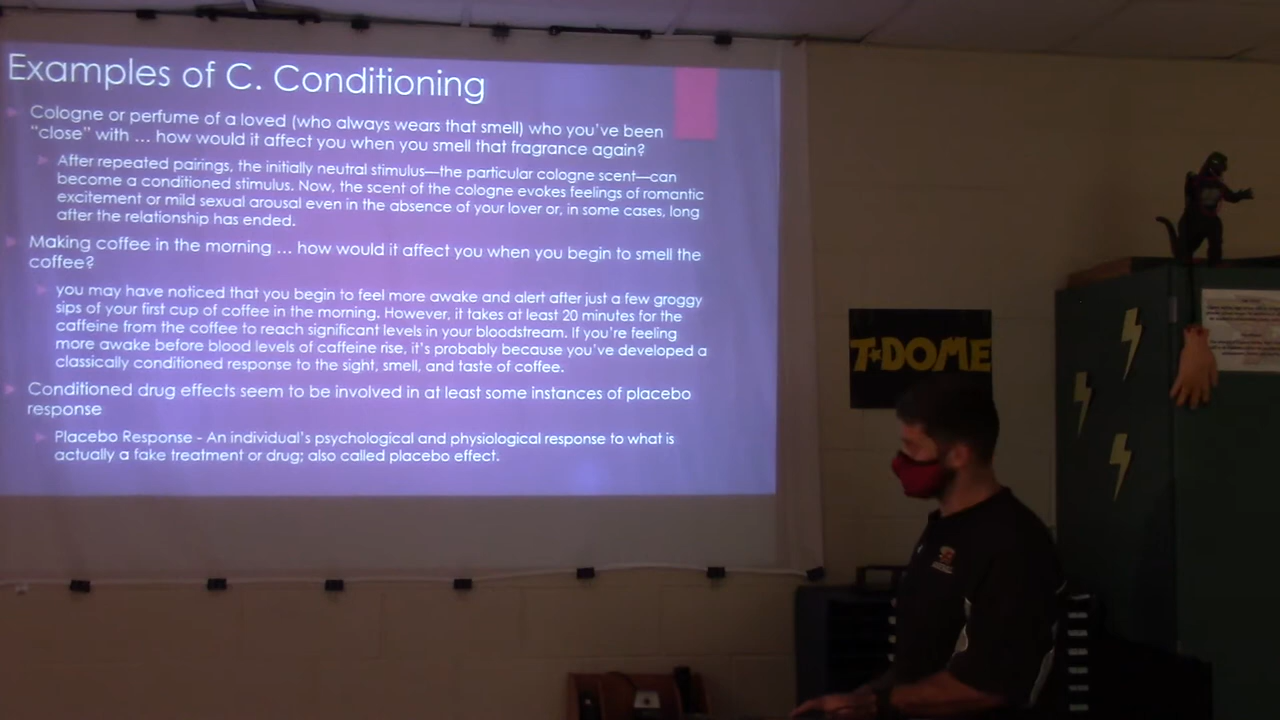 Examples of C. Conditioning
Cologne or perfume of a loved (who always wears that smell) who you've been
"close" with ... how would it affect you when you smell that fragrance again?
After repeated pairings, the initially neutral stimulus—the particular cologne scent—can
become a conditioned stimulus. Now, the scent of the cologne evokes feelings of romantic
excitement or mild sexual arousal even in the absence of your lover or, in some cases, long
after the relationship has ended.
Making coffee in the morning ... how would it affect you when you begin to smell the
coffee?
you may have noticed that you begin to feel more awake and alert after just a few groggy
sips of your first cup of coffee in the morning. However, it takes at least 20 minutes for the
caffeine from the coffee to reach significant levels in your bloodstream. If you're feeling
more awake before blood levels of caffeine rise, it's probably because you've developed a
classically conditioned response to the sight, smell, and taste of coffee.
Conditioned drug effects seem to be involved in at least some instances of placebo
response
Placebo Response - An individual's psychological and physiological response to what is
actually a fake treatment or drug; also called placebo effect.
T★DOME